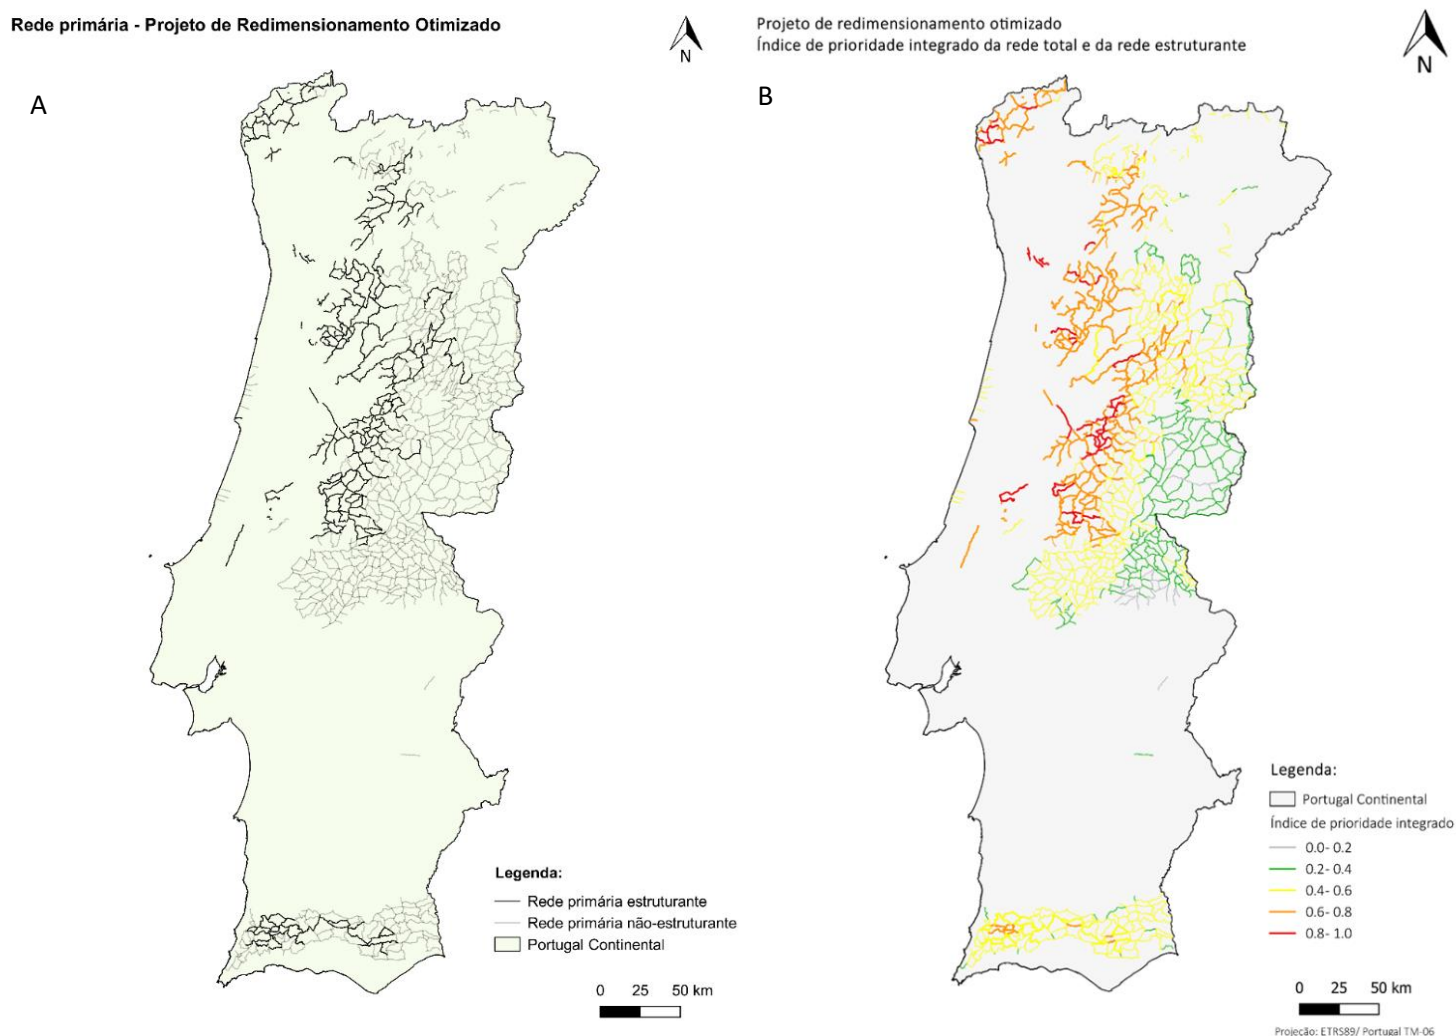 Rede primária - Projeto de Redimensionamento Otimizado
N
A
Legenda:
Rede primária estruturante
Rede primária não-estruturante
Portugal Continental
0 25 50 km
Projeto de redimensionamento otimizado
Índice de prioridade integrado da rede total e da rede estruturante
N
B
Legenda:
Portugal Continental
Índice de prioridade integrado
0.0- 0.2
0.2- 0.4
0.4- 0.6
0.6- 0.8
0.8- 1.0
0 25 50 km
Projeção: ETRS89/ Portugal TM-06